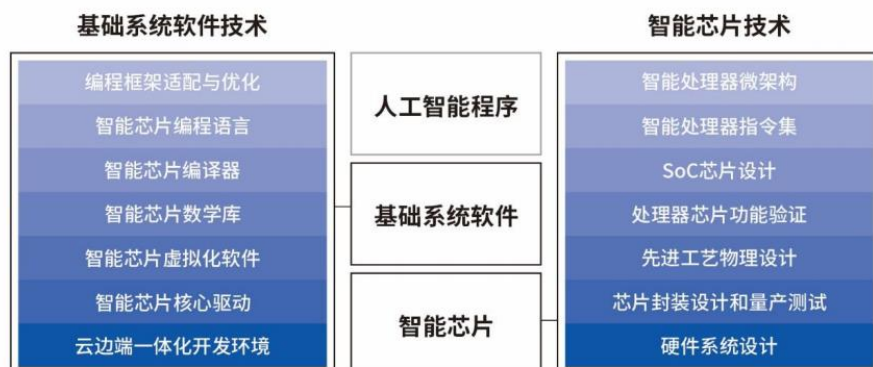 基础系统软件技术
编程框架适配与优化
智能芯片编程语言
智能芯片编译器
智能芯片数学库
智能芯片虚拟化软件
智能芯片核心驱动
云边端一体化开发环境
人工智能程序
基础系统软件
智能芯片
智能芯片技术
智能处理器微架构
智能处理器指令集
SoC芯片设计
处理器芯片功能验证
先进工艺物理设计
芯片封装设计和量产测试
硬件系统设计